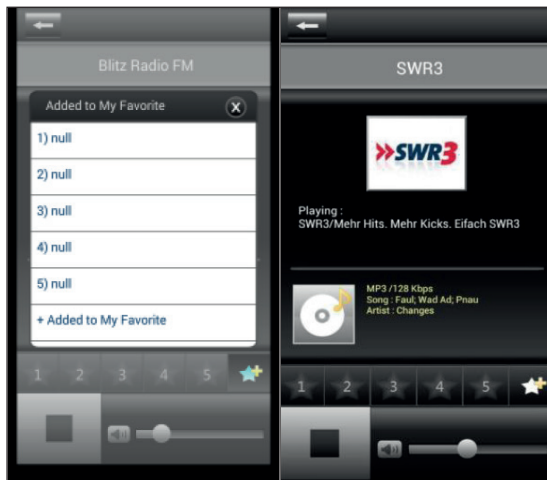 Blitz Radio FM
Added to My Favorite
X
1) null
2) null
3) null
4) null
5) null
+ Added to My Favorite
1 2 3 4 5
SWR3
»SWR3
Playing :
SWR3/Mehr Hits. Mehr Kicks. Eifach SWR3
MP3 /128 Kbps
Song : Faul; Wad Ad; Pnau
Artist : Changes
1 2 3 4 5